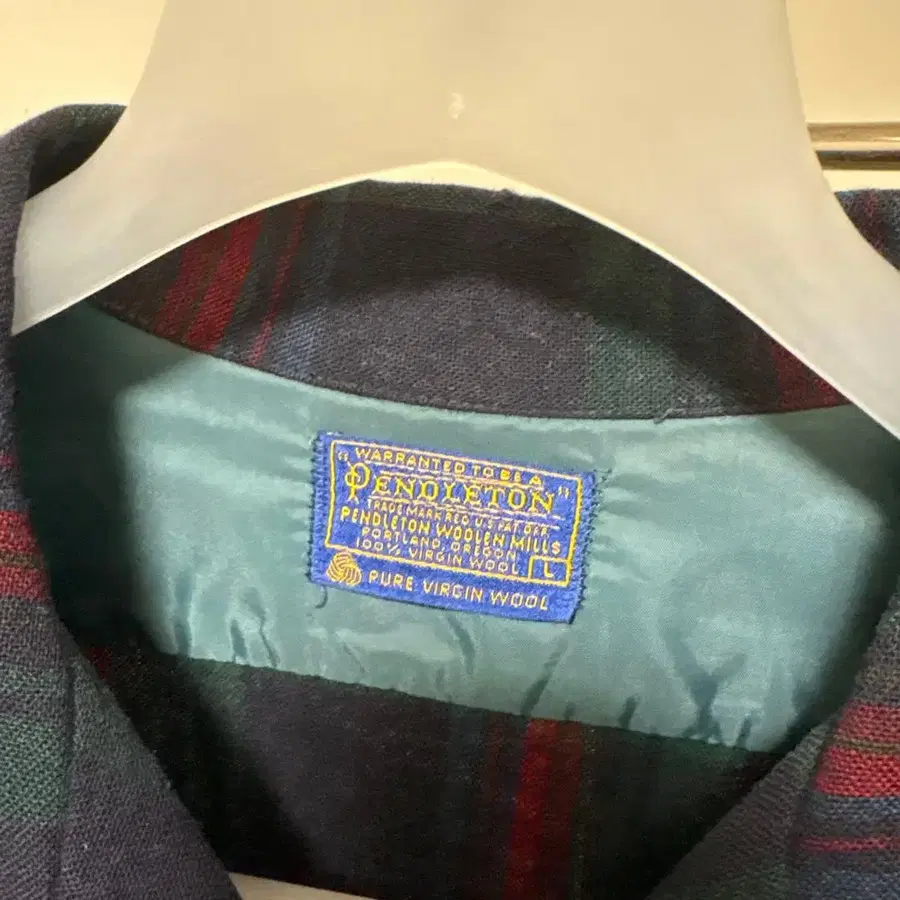 "WARRANTED TO BE A
PENDLETON"
TRADE MARK REG. U.S. PAT. OFF.
PENDLETON WOOLEN MILLS
PORTLAND, OREGON
100% VIRGIN WOOL L
PURE VIRGIN WOOL